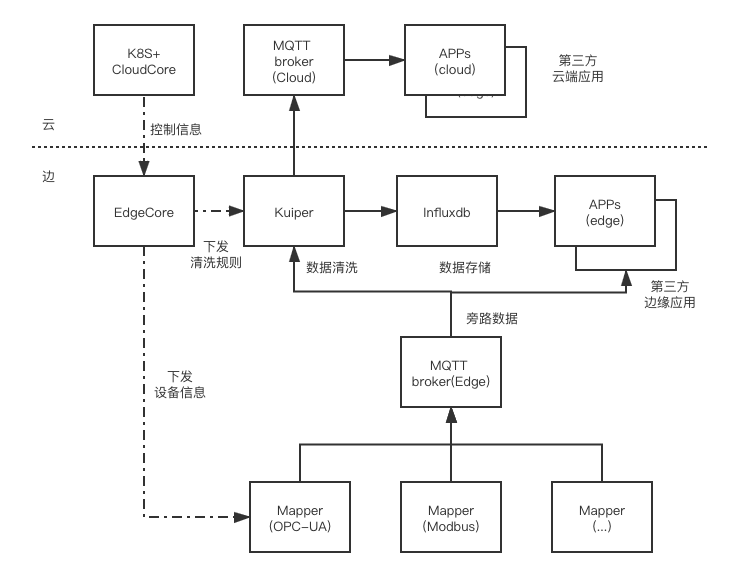 K8S+
CloudCore
MQTT
broker
(Cloud)
APPs
(cloud)
第三方
云端应用
云
控制信息
边
EdgeCore
Kuiper
Influxdb
APPs
(edge)
下发
清洗规则
数据清洗
数据存储
第三方
边缘应用
旁路数据
MQTT
broker(Edge)
下发
设备信息
Mapper
(OPC-UA)
Mapper
(Modbus)
Mapper
(...)